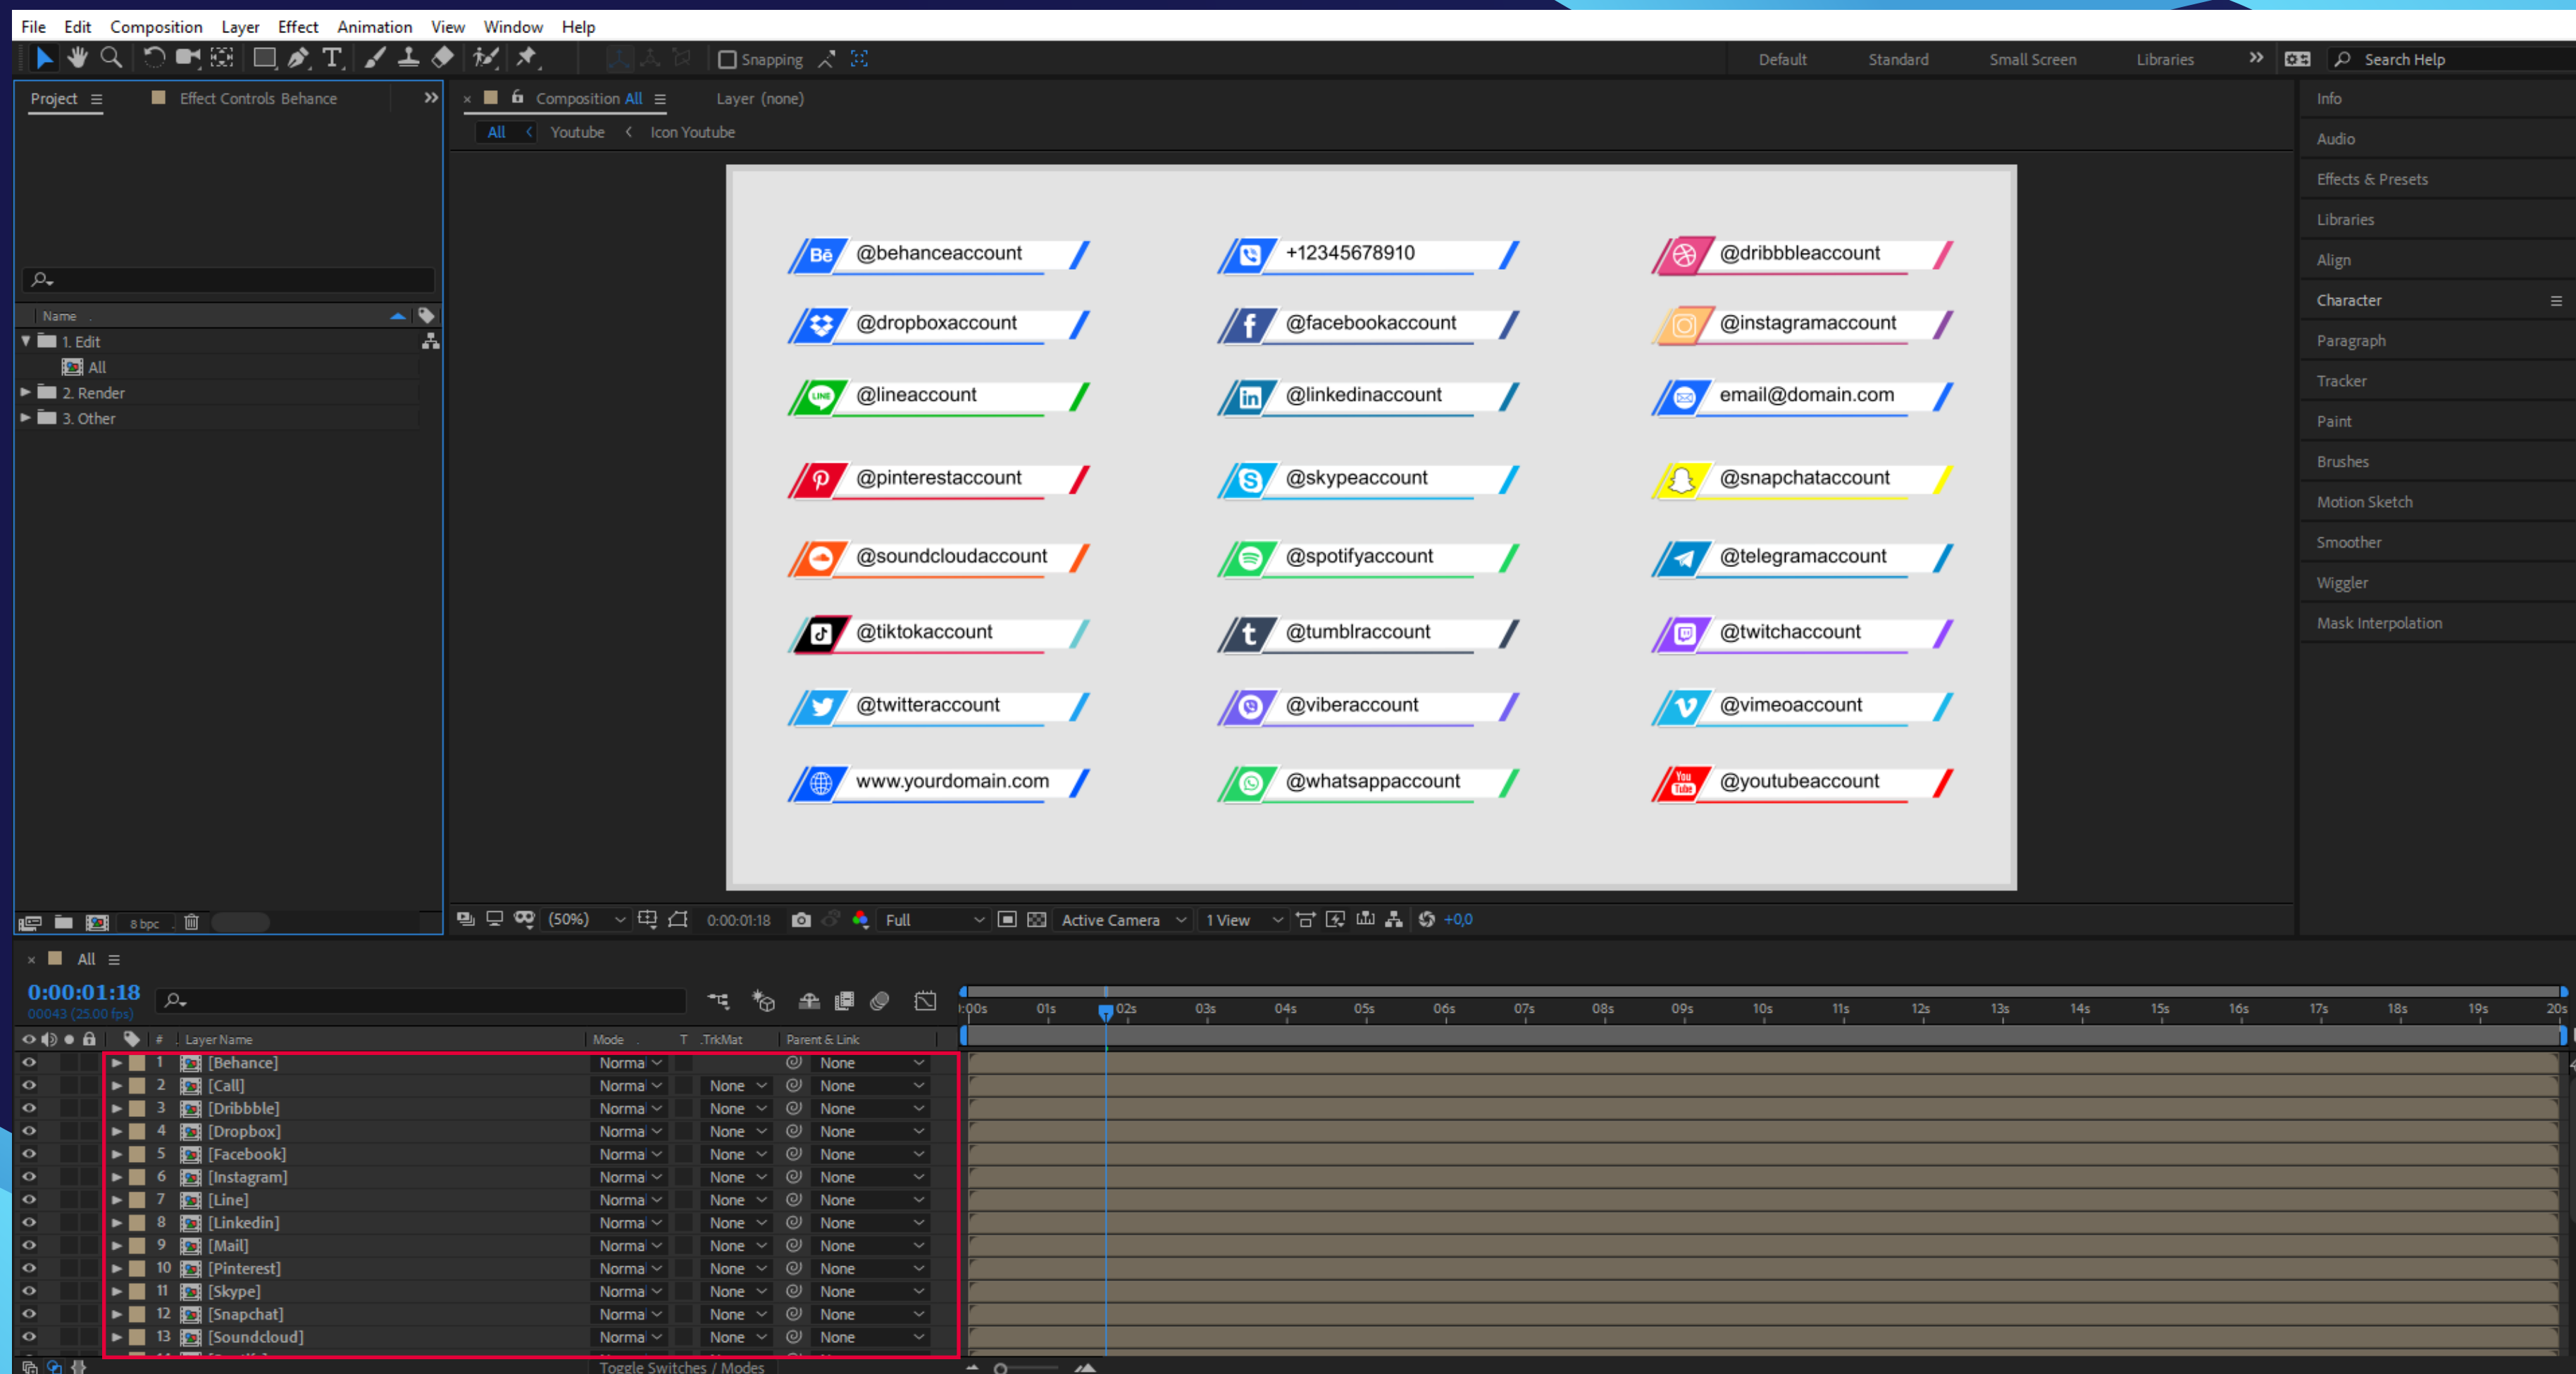 File Edit Composition Layer Effect Animation View Window Help
Snapping
Default Standard Small Screen Libraries Search Help
Project Effect Controls Behance
Composition All Layer (none)
All Youtube Icon Youtube
Info
Audio
Effects & Presets
Libraries
Align
Character
Paragraph
Tracker
Paint
Brushes
Motion Sketch
Smoother
Wiggler
Mask Interpolation
Name
1. Edit
All
2. Render
3. Other
8 bpc
Bē @behanceaccount +12345678910 @dribbbleaccount
@dropboxaccount f @facebookaccount @instagramaccount
LINE @lineaccount in @linkedinaccount email@domain.com
@pinterestaccount S @skypeaccount @snapchataccount
@soundcloudaccount @spotifyaccount @telegramaccount
@tiktokaccount t @tumblraccount @twitchaccount
@twitteraccount @viberaccount @vimeoaccount
www.yourdomain.com @whatsappaccount You Tube @youtubeaccount
(50%) 0:00:01:18 Full Active Camera 1 View +0,0
All
0:00:01:18
00043 (25.00 fps)
:00s 01s 02s 03s 04s 05s 06s 07s 08s 09s 10s 11s 12s 13s 14s 15s 16s 17s 18s 19s 20s
# Layer Name Mode T .TrkMat Parent & Link
1 [Behance] Norma None
2 [Call] Norma None None
3 [Dribbble] Norma None None
4 [Dropbox] Norma None None
5 [Facebook] Norma None None
6 [Instagram] Norma None None
7 [Line] Norma None None
8 [Linkedin] Norma None None
9 [Mail] Norma None None
10 [Pinterest] Norma None None
11 [Skype] Norma None None
12 [Snapchat] Norma None None
13 [Soundcloud] Norma None None
Toggle Switches / Modes